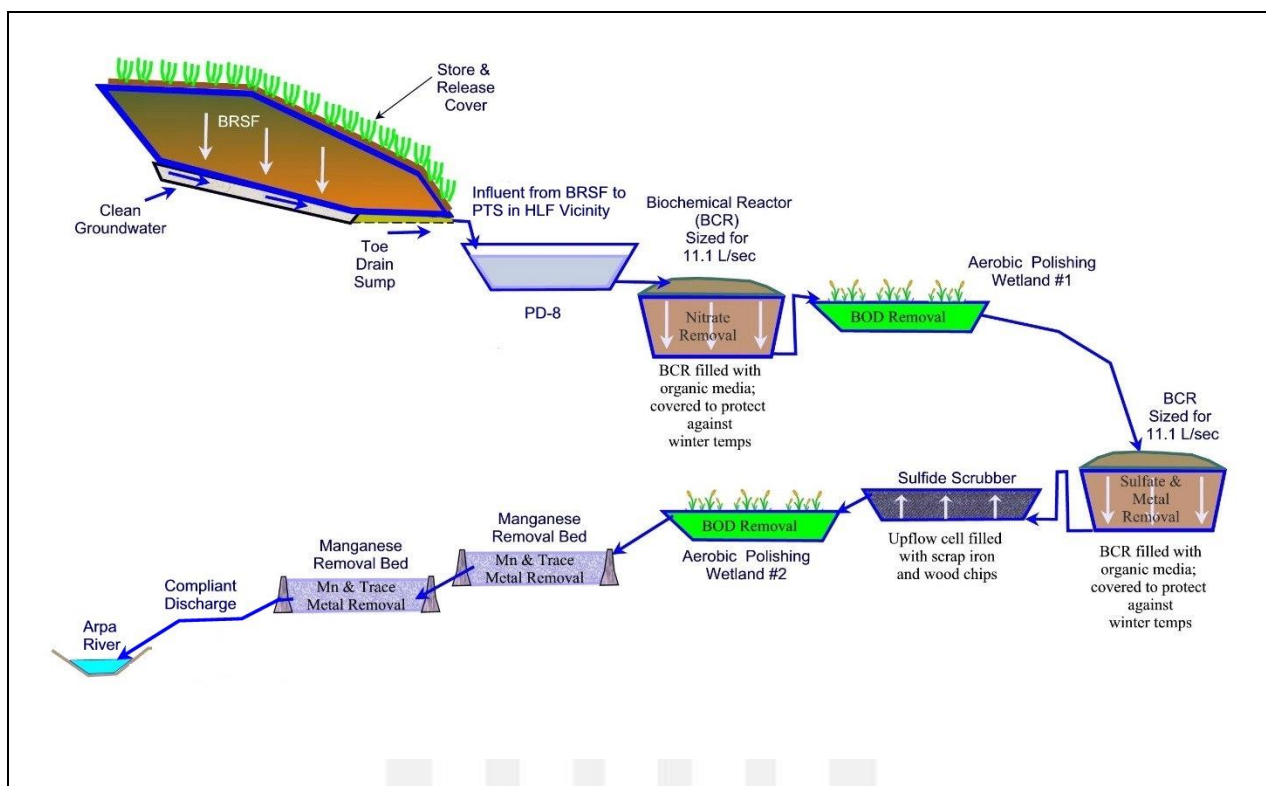 Store &
Release
Cover
BRSF
Clean
Groundwater
Toe
Drain
Sump
Influent from BRSF to
PTS in HLF Vicinity
PD-8
Biochemical Reactor
(BCR)
Sized for
11.1 L/sec
Nitrate
Removal
BCR filled with
organic media;
covered to protect
against
winter temps
Aerobic Polishing
Wetland #1
BOD Removal
BCR
Sized for
11.1 L/sec
Sulfate &
Metal
Removal
BCR filled with
organic media;
covered to protect
against
winter temps
Sulfide Scrubber
Upflow cell filled
with scrap iron
and wood chips
BOD Removal
Aerobic Polishing
Wetland #2
Manganese
Removal Bed
Mn & Trace
Metal Removal
Manganese
Removal Bed
Mn & Trace
Metal Removal
Compliant
Discharge
Arpa
River